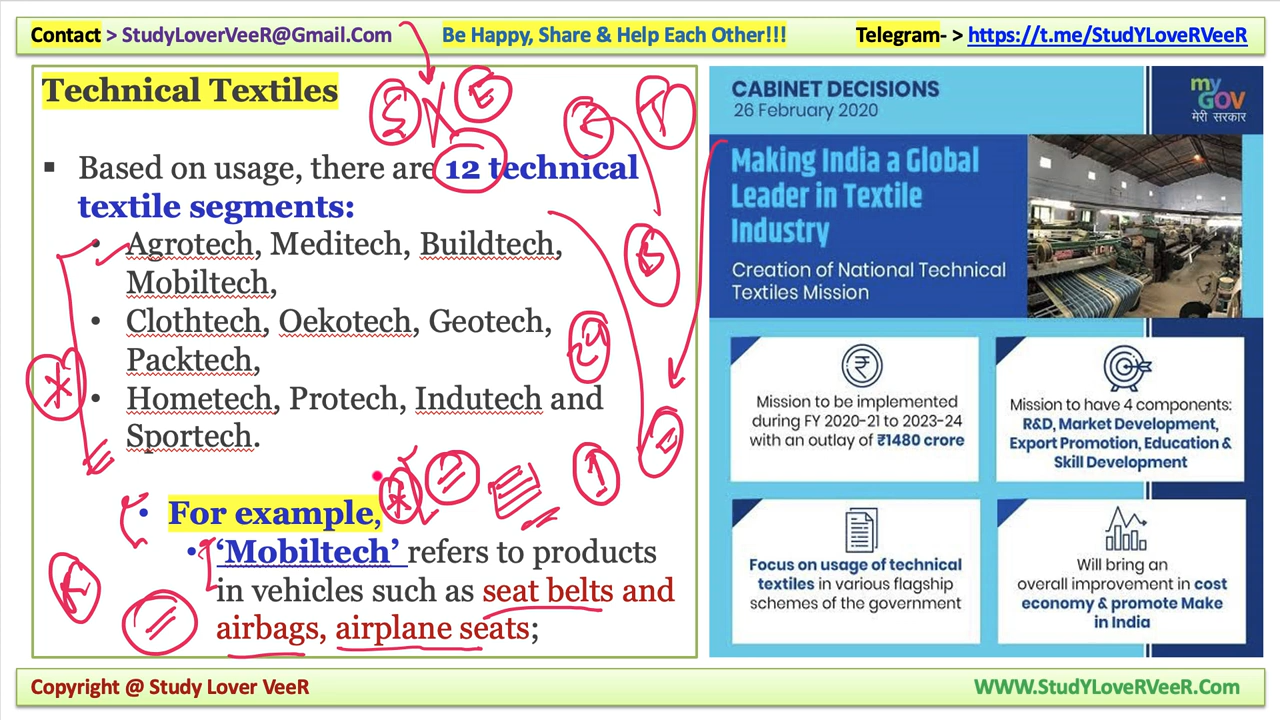 Contact > StudyLoverVeeR@Gmail.Com
Be Happy, Share & Help Each Other!!!
Telegram- > https://t.me/StudYLoveRVeeR
Technical Textiles
▪ Based on usage, there are 12 technical
textile segments:
• Agrotech, Meditech, Buildtech,
Mobiltech,
• Clothtech, Oekotech, Geotech,
Packtech,
• Hometech, Protech, Indutech and
Sportech.
• For example,
• ‘Mobiltech’ refers to products
in vehicles such as seat belts and
airbags, airplane seats;
CABINET DECISIONS
26 February 2020
my
GOV
मेरी सरकार
Making India a Global
Leader in Textile
Industry
Creation of National Technical
Textiles Mission
Mission to be implemented
during FY 2020-21 to 2023-24
with an outlay of ₹1480 crore
Mission to have 4 components:
R&D, Market Development,
Export Promotion, Education &
Skill Development
Focus on usage of technical
textiles in various flagship
schemes of the government
Will bring an
overall improvement in cost
economy & promote Make
in India
Copyright @ Study Lover VeeR
WWW.StudYLoveRVeeR.Com